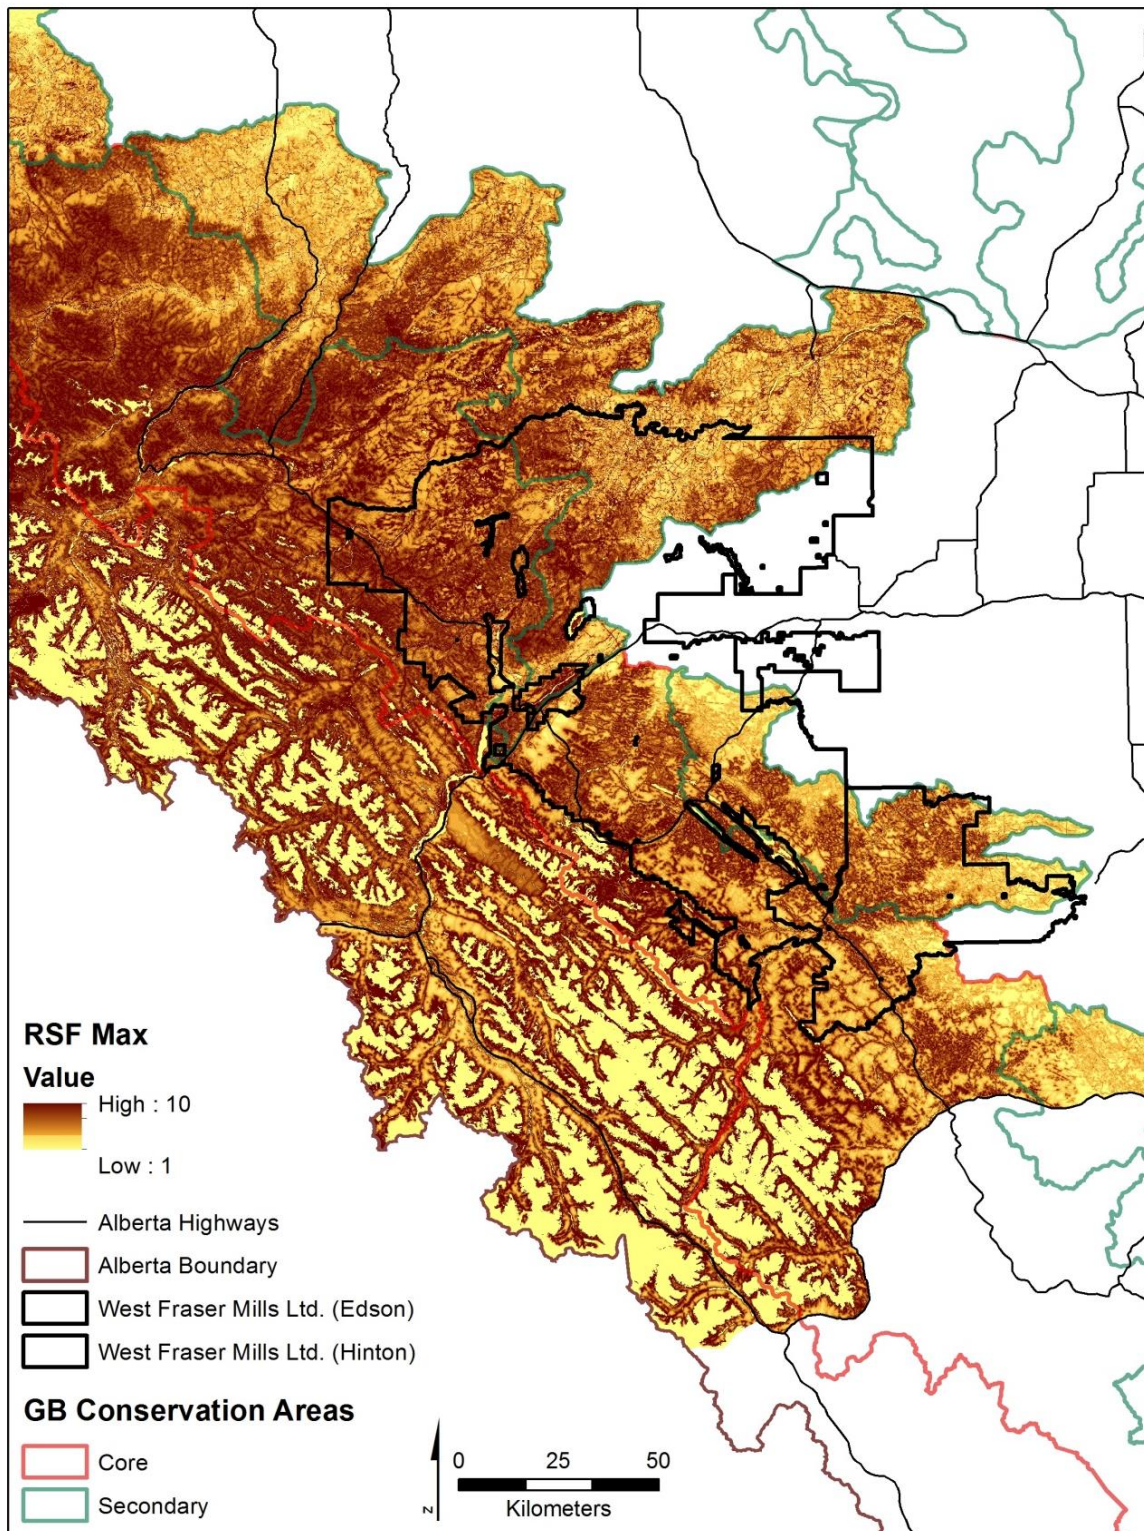 RSF Max
Value
High : 10
Low : 1
Alberta Highways
Alberta Boundary
West Fraser Mills Ltd. (Edson)
West Fraser Mills Ltd. (Hinton)
GB Conservation Areas
Core
Secondary
N
0 25 50
Kilometers